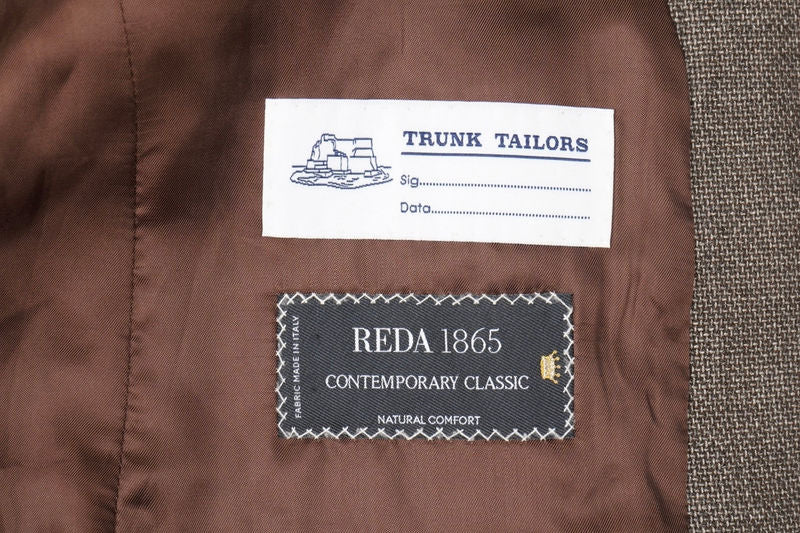 TRUNK TAILORS
Sig.......................................................
Data.....................................................
FABRIC MADE IN ITALY
REDA 1865
CONTEMPORARY CLASSIC
NATURAL COMFORT